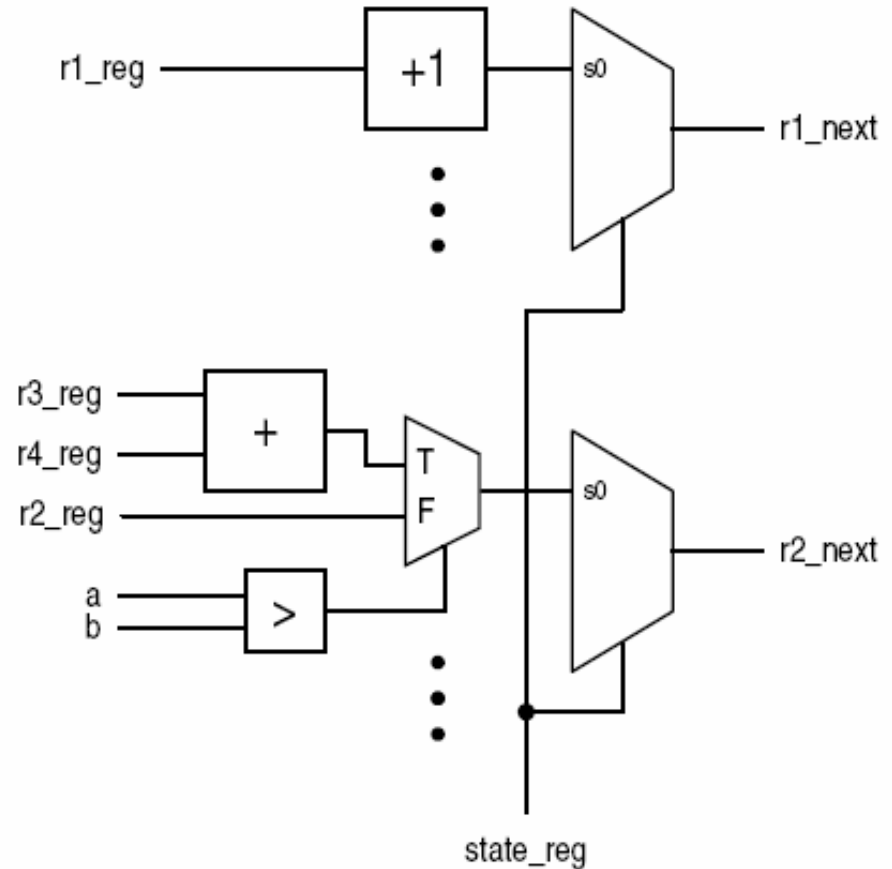 r1_reg
+1
s0
r1_next
r3_reg
r4_reg
+
T
r2_reg
F
s0
r2_next
a
b
>
state_reg